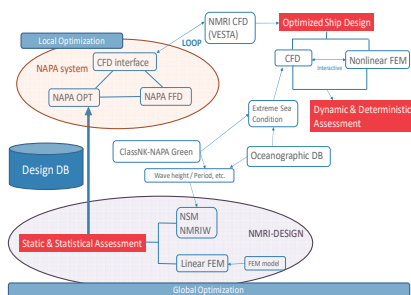 Local Optimization
NAPA system
CFD interface
NAPA OPT
NAPA FFD
LOOP
NMRI CFD
(VESTA)
Optimized Ship Design
CFD
Interactive
Nonlinear FEM
Dynamic & Deterministic
Assessment
Extreme Sea
Condition
ClassNK-NAPA Green
Oceanographic DB
Wave height / Period, etc.
Design DB
NSM
NMRIW
NMRI-DESIGN
Static & Statistical Assessment
Linear FEM
FEM model
Global Optimization